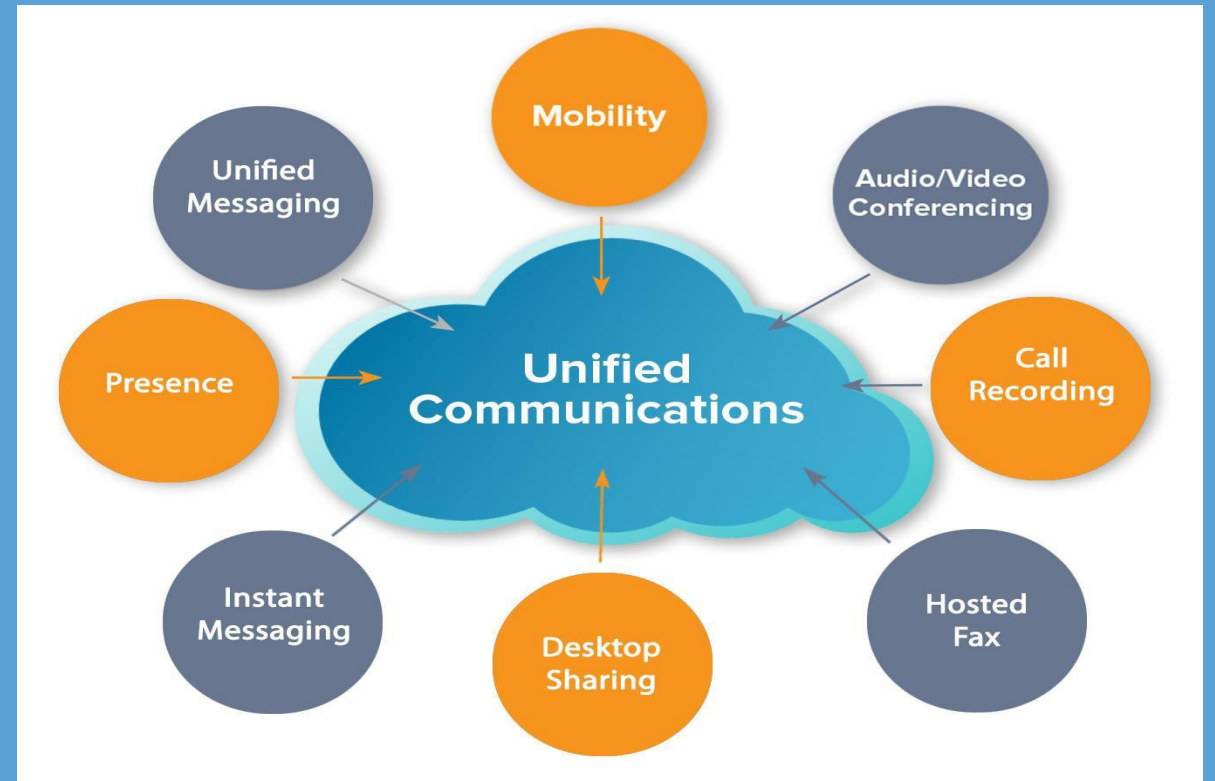 Mobility
Unified
Messaging
Audio/Video
Conferencing
Presence
Unified
Communications
Call
Recording
Instant
Messaging
Desktop
Sharing
Hosted
Fax